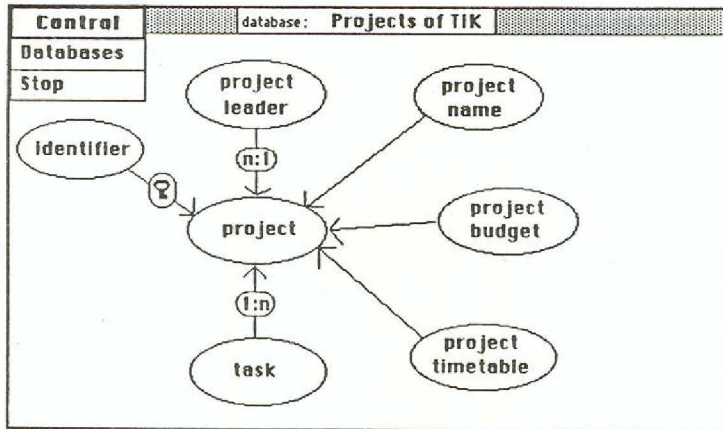 Control
database: Projects of TIK
Databases
Stop
project
leader
project
name
identifier
n:1
project
project
budget
1:n
task
project
timetable